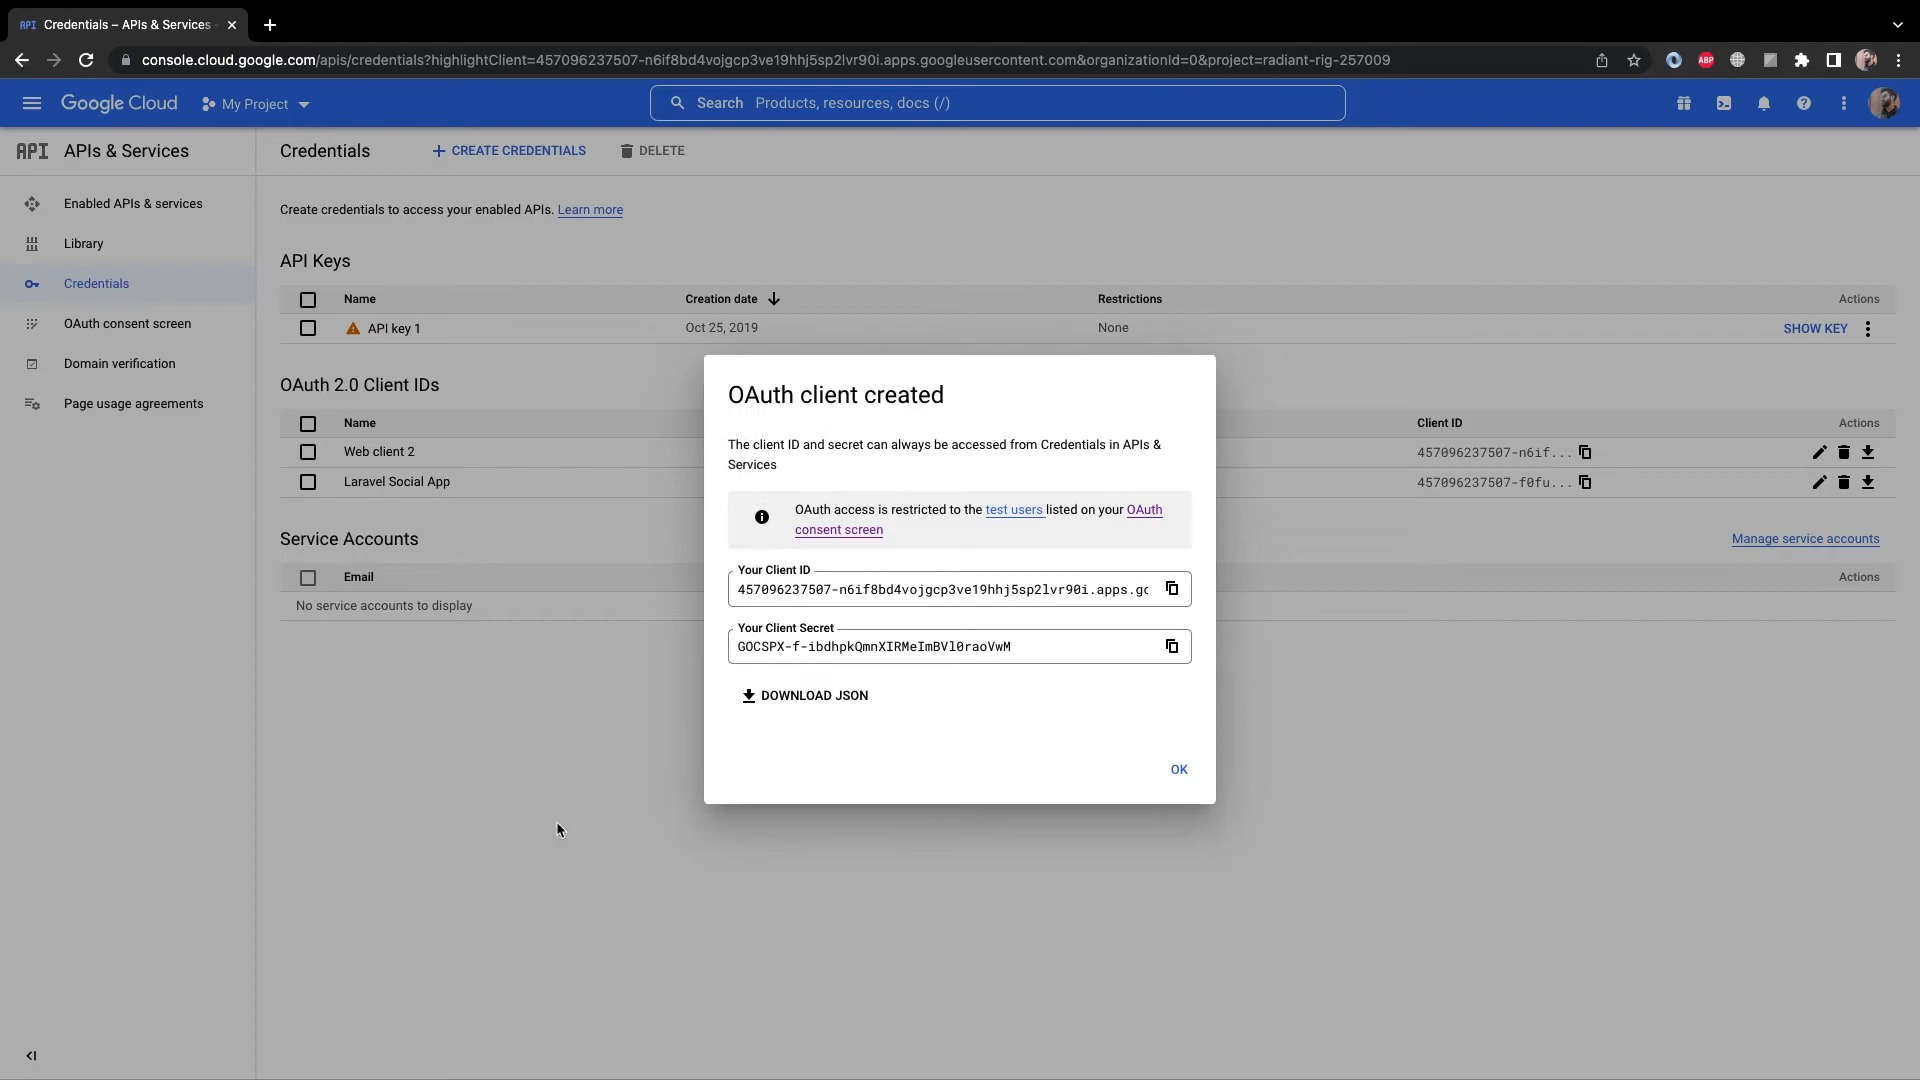 API Credentials – APIs & Services
console.cloud.google.com/apis/credentials?highlightClient=457096237507-n6if8bd4vojgcp3ve19hhj5sp2lvr90i.apps.googleusercontent.com&organizationId=0&project=radiant-rig-257009
ABP
Google Cloud My Project Search Products, resources, docs (/)
API APIs & Services
Credentials + CREATE CREDENTIALS DELETE
Enabled APIs & services
Library
Credentials
OAuth consent screen
Domain verification
Page usage agreements
Create credentials to access your enabled APIs. Learn more
API Keys
Name Creation date Restrictions Actions
API key 1 Oct 25, 2019 None SHOW KEY
OAuth 2.0 Client IDs
Name Client ID Actions
Web client 2 457096237507-n6if...
Laravel Social App 457096237507-f0fu...
Service Accounts Manage service accounts
Email Actions
No service accounts to display
OAuth client created
The client ID and secret can always be accessed from Credentials in APIs &
Services
OAuth access is restricted to the test users listed on your OAuth
consent screen
Your Client ID
457096237507-n6if8bd4vojgcp3ve19hhj5sp2lvr90i.apps.go
Your Client Secret
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
DOWNLOAD JSON
OK